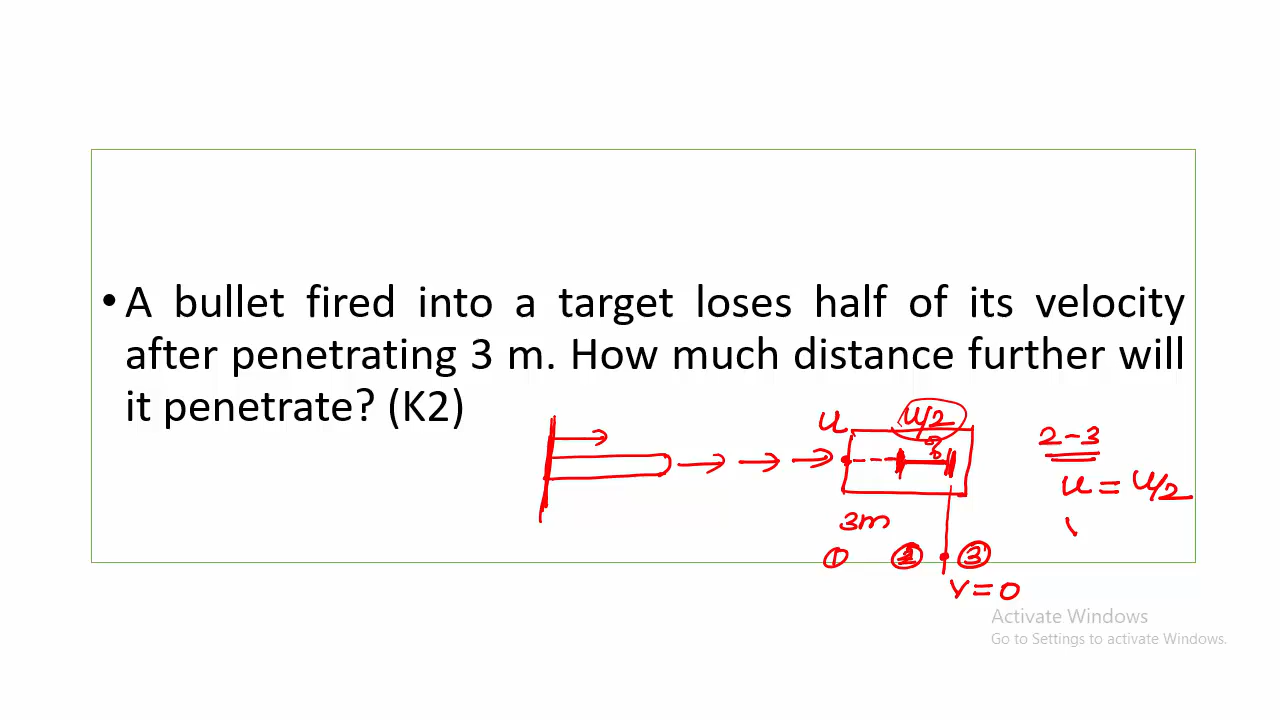 • A bullet fired into a target loses half of its velocity
after penetrating 3 m. How much distance further will
it penetrate? (K2)
u
u/2
?
2-3
u = u/2
3m
1
2
3
v=0
Activate Windows
Go to Settings to activate Windows.